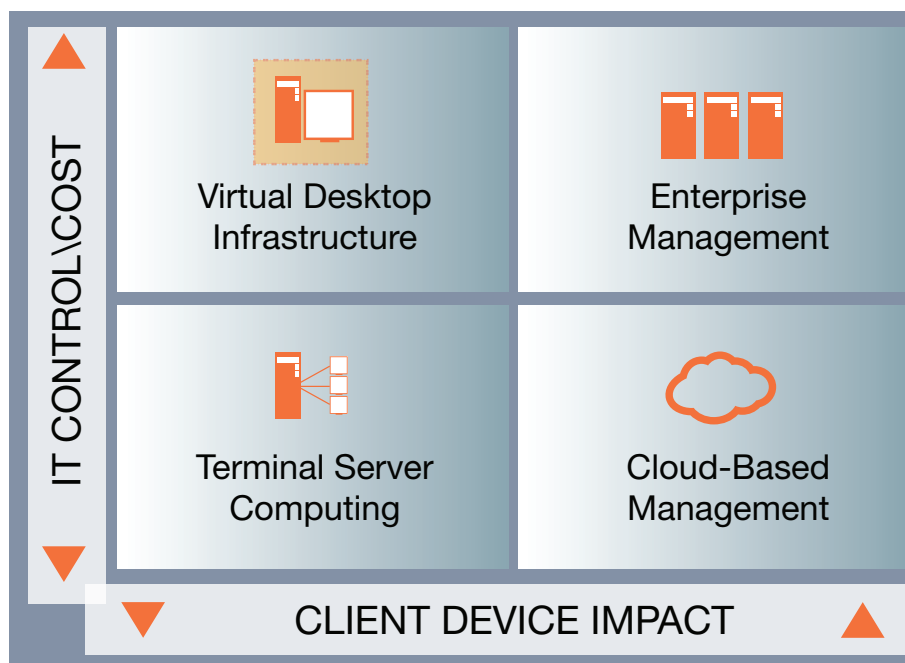 IT CONTROL\COST
Virtual Desktop
Infrastructure
Enterprise
Management
Terminal Server
Computing
Cloud-Based
Management
CLIENT DEVICE IMPACT